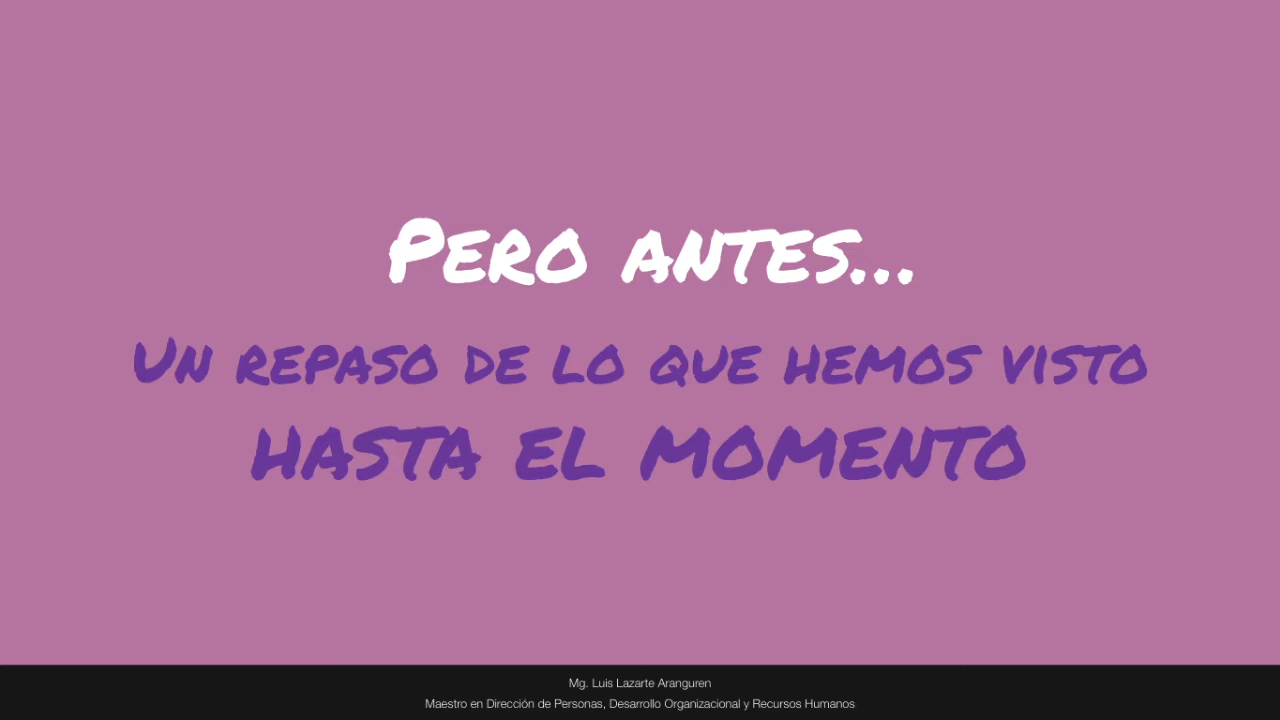 Pero antes...
Un repaso de lo que hemos visto
hasta el momento
Mg. Luis Lazarte Aranguren
Maestro en Dirección de Personas, Desarrollo Organizacional y Recursos Humanos